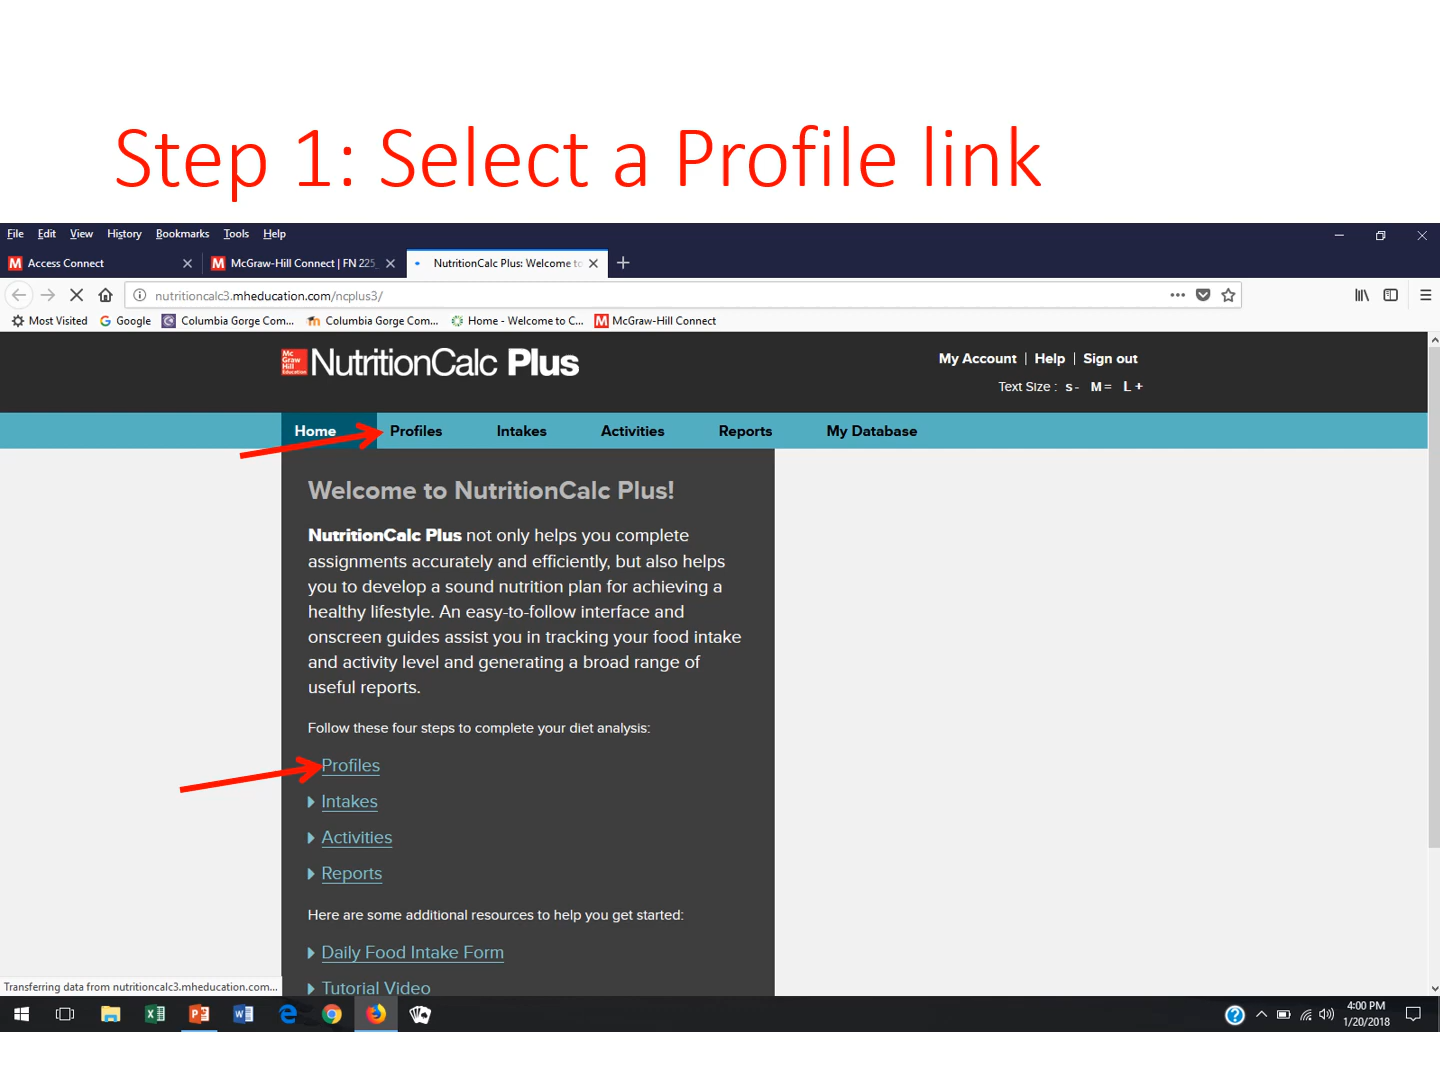 Step 1: Select a Profile link
File Edit View History Bookmarks Tools Help
Access Connect
McGraw-Hill Connect | FN 225_
NutritionCalc Plus: Welcome to
nutritioncalc3.mheducation.com/ncplus3/
Most Visited Google Columbia Gorge Com... Columbia Gorge Com... Home - Welcome to C... McGraw-Hill Connect
Mc
Graw
Hill
Education
NutritionCalc Plus
My Account | Help | Sign out
Text Size : s - M = L +
Home Profiles Intakes Activities Reports My Database
Welcome to NutritionCalc Plus!
NutritionCalc Plus not only helps you complete
assignments accurately and efficiently, but also helps
you to develop a sound nutrition plan for achieving a
healthy lifestyle. An easy-to-follow interface and
onscreen guides assist you in tracking your food intake
and activity level and generating a broad range of
useful reports.
Follow these four steps to complete your diet analysis:
Profiles
Intakes
Activities
Reports
Here are some additional resources to help you get started:
Daily Food Intake Form
Tutorial Video
Transferring data from nutritioncalc3.mheducation.com...
4:00 PM
1/20/2018